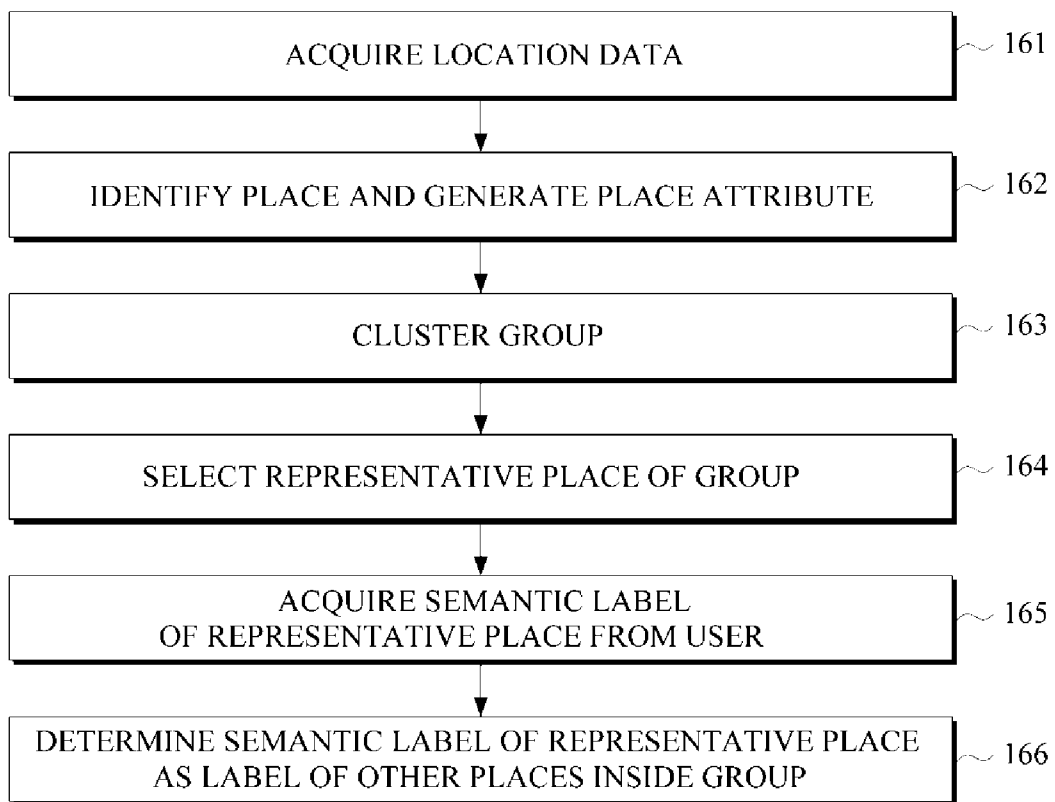 ACQUIRE LOCATION DATA
161
IDENTIFY PLACE AND GENERATE PLACE ATTRIBUTE
162
CLUSTER GROUP
163
SELECT REPRESENTATIVE PLACE OF GROUP
164
ACQUIRE SEMANTIC LABEL
OF REPRESENTATIVE PLACE FROM USER
165
DETERMINE SEMANTIC LABEL OF REPRESENTATIVE PLACE
AS LABEL OF OTHER PLACES INSIDE GROUP
166